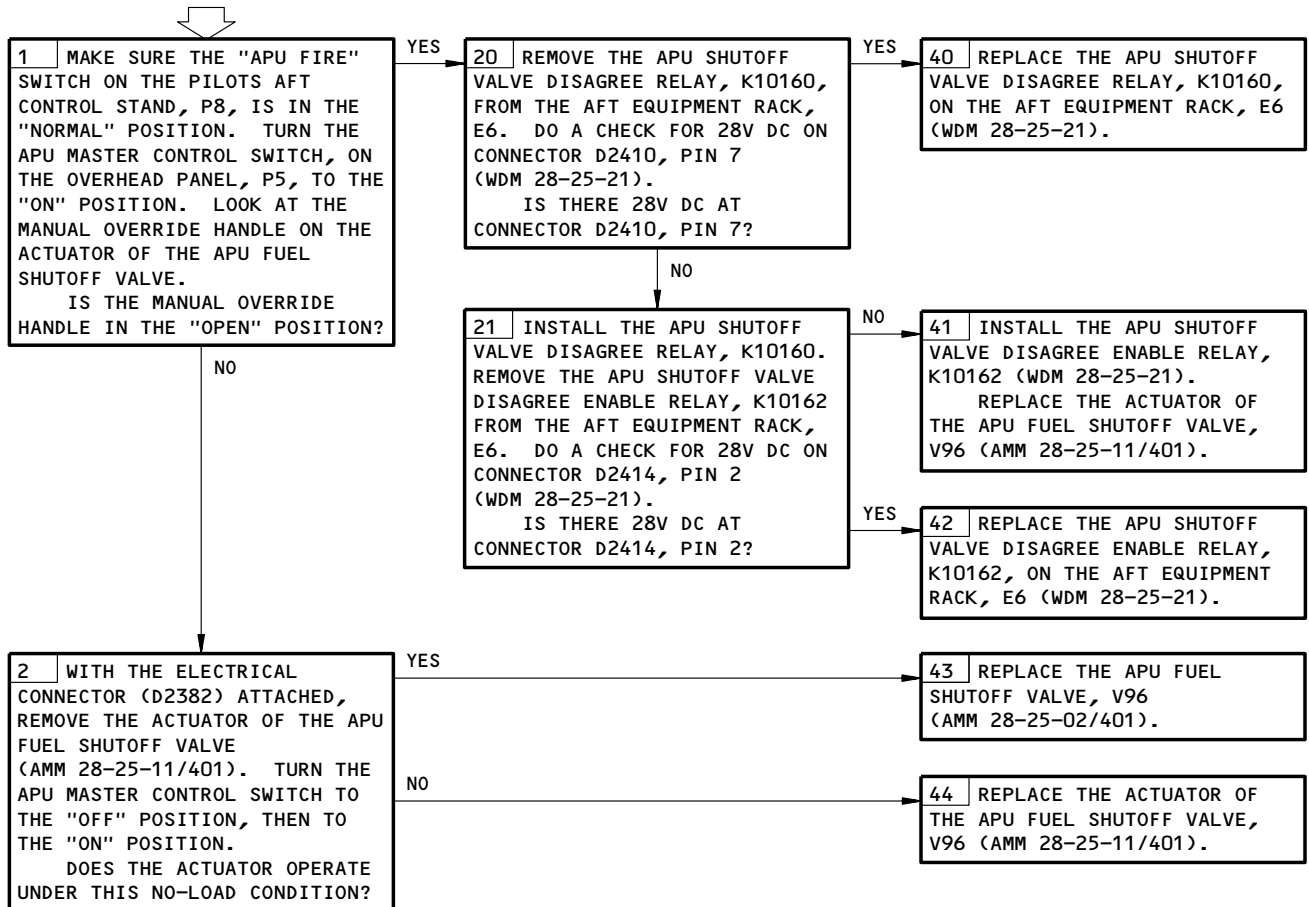 1 MAKE SURE THE "APU FIRE"
SWITCH ON THE PILOTS AFT
CONTROL STAND, P8, IS IN THE
"NORMAL" POSITION. TURN THE
APU MASTER CONTROL SWITCH, ON
THE OVERHEAD PANEL, P5, TO THE
"ON" POSITION. LOOK AT THE
MANUAL OVERRIDE HANDLE ON THE
ACTUATOR OF THE APU FUEL
SHUTOFF VALVE.
IS THE MANUAL OVERRIDE
HANDLE IN THE "OPEN" POSITION?
YES
20 REMOVE THE APU SHUTOFF
VALVE DISAGREE RELAY, K10160,
FROM THE AFT EQUIPMENT RACK,
E6. DO A CHECK FOR 28V DC ON
CONNECTOR D2410, PIN 7
(WDM 28-25-21).
IS THERE 28V DC AT
CONNECTOR D2410, PIN 7?
YES
40 REPLACE THE APU SHUTOFF
VALVE DISAGREE RELAY, K10160,
ON THE AFT EQUIPMENT RACK, E6
(WDM 28-25-21).
NO
21 INSTALL THE APU SHUTOFF
VALVE DISAGREE RELAY, K10160.
REMOVE THE APU SHUTOFF VALVE
DISAGREE ENABLE RELAY, K10162
FROM THE AFT EQUIPMENT RACK,
E6. DO A CHECK FOR 28V DC ON
CONNECTOR D2414, PIN 2
(WDM 28-25-21).
IS THERE 28V DC AT
CONNECTOR D2414, PIN 2?
NO
41 INSTALL THE APU SHUTOFF
VALVE DISAGREE ENABLE RELAY,
K10162 (WDM 28-25-21).
REPLACE THE ACTUATOR OF
THE APU FUEL SHUTOFF VALVE,
V96 (AMM 28-25-11/401).
YES
42 REPLACE THE APU SHUTOFF
VALVE DISAGREE ENABLE RELAY,
K10162, ON THE AFT EQUIPMENT
RACK, E6 (WDM 28-25-21).
NO
2 WITH THE ELECTRICAL
CONNECTOR (D2382) ATTACHED,
REMOVE THE ACTUATOR OF THE APU
FUEL SHUTOFF VALVE
(AMM 28-25-11/401). TURN THE
APU MASTER CONTROL SWITCH TO
THE "OFF" POSITION, THEN TO
THE "ON" POSITION.
DOES THE ACTUATOR OPERATE
UNDER THIS NO-LOAD CONDITION?
YES
43 REPLACE THE APU FUEL
SHUTOFF VALVE, V96
(AMM 28-25-02/401).
NO
44 REPLACE THE ACTUATOR OF
THE APU FUEL SHUTOFF VALVE,
V96 (AMM 28-25-11/401).